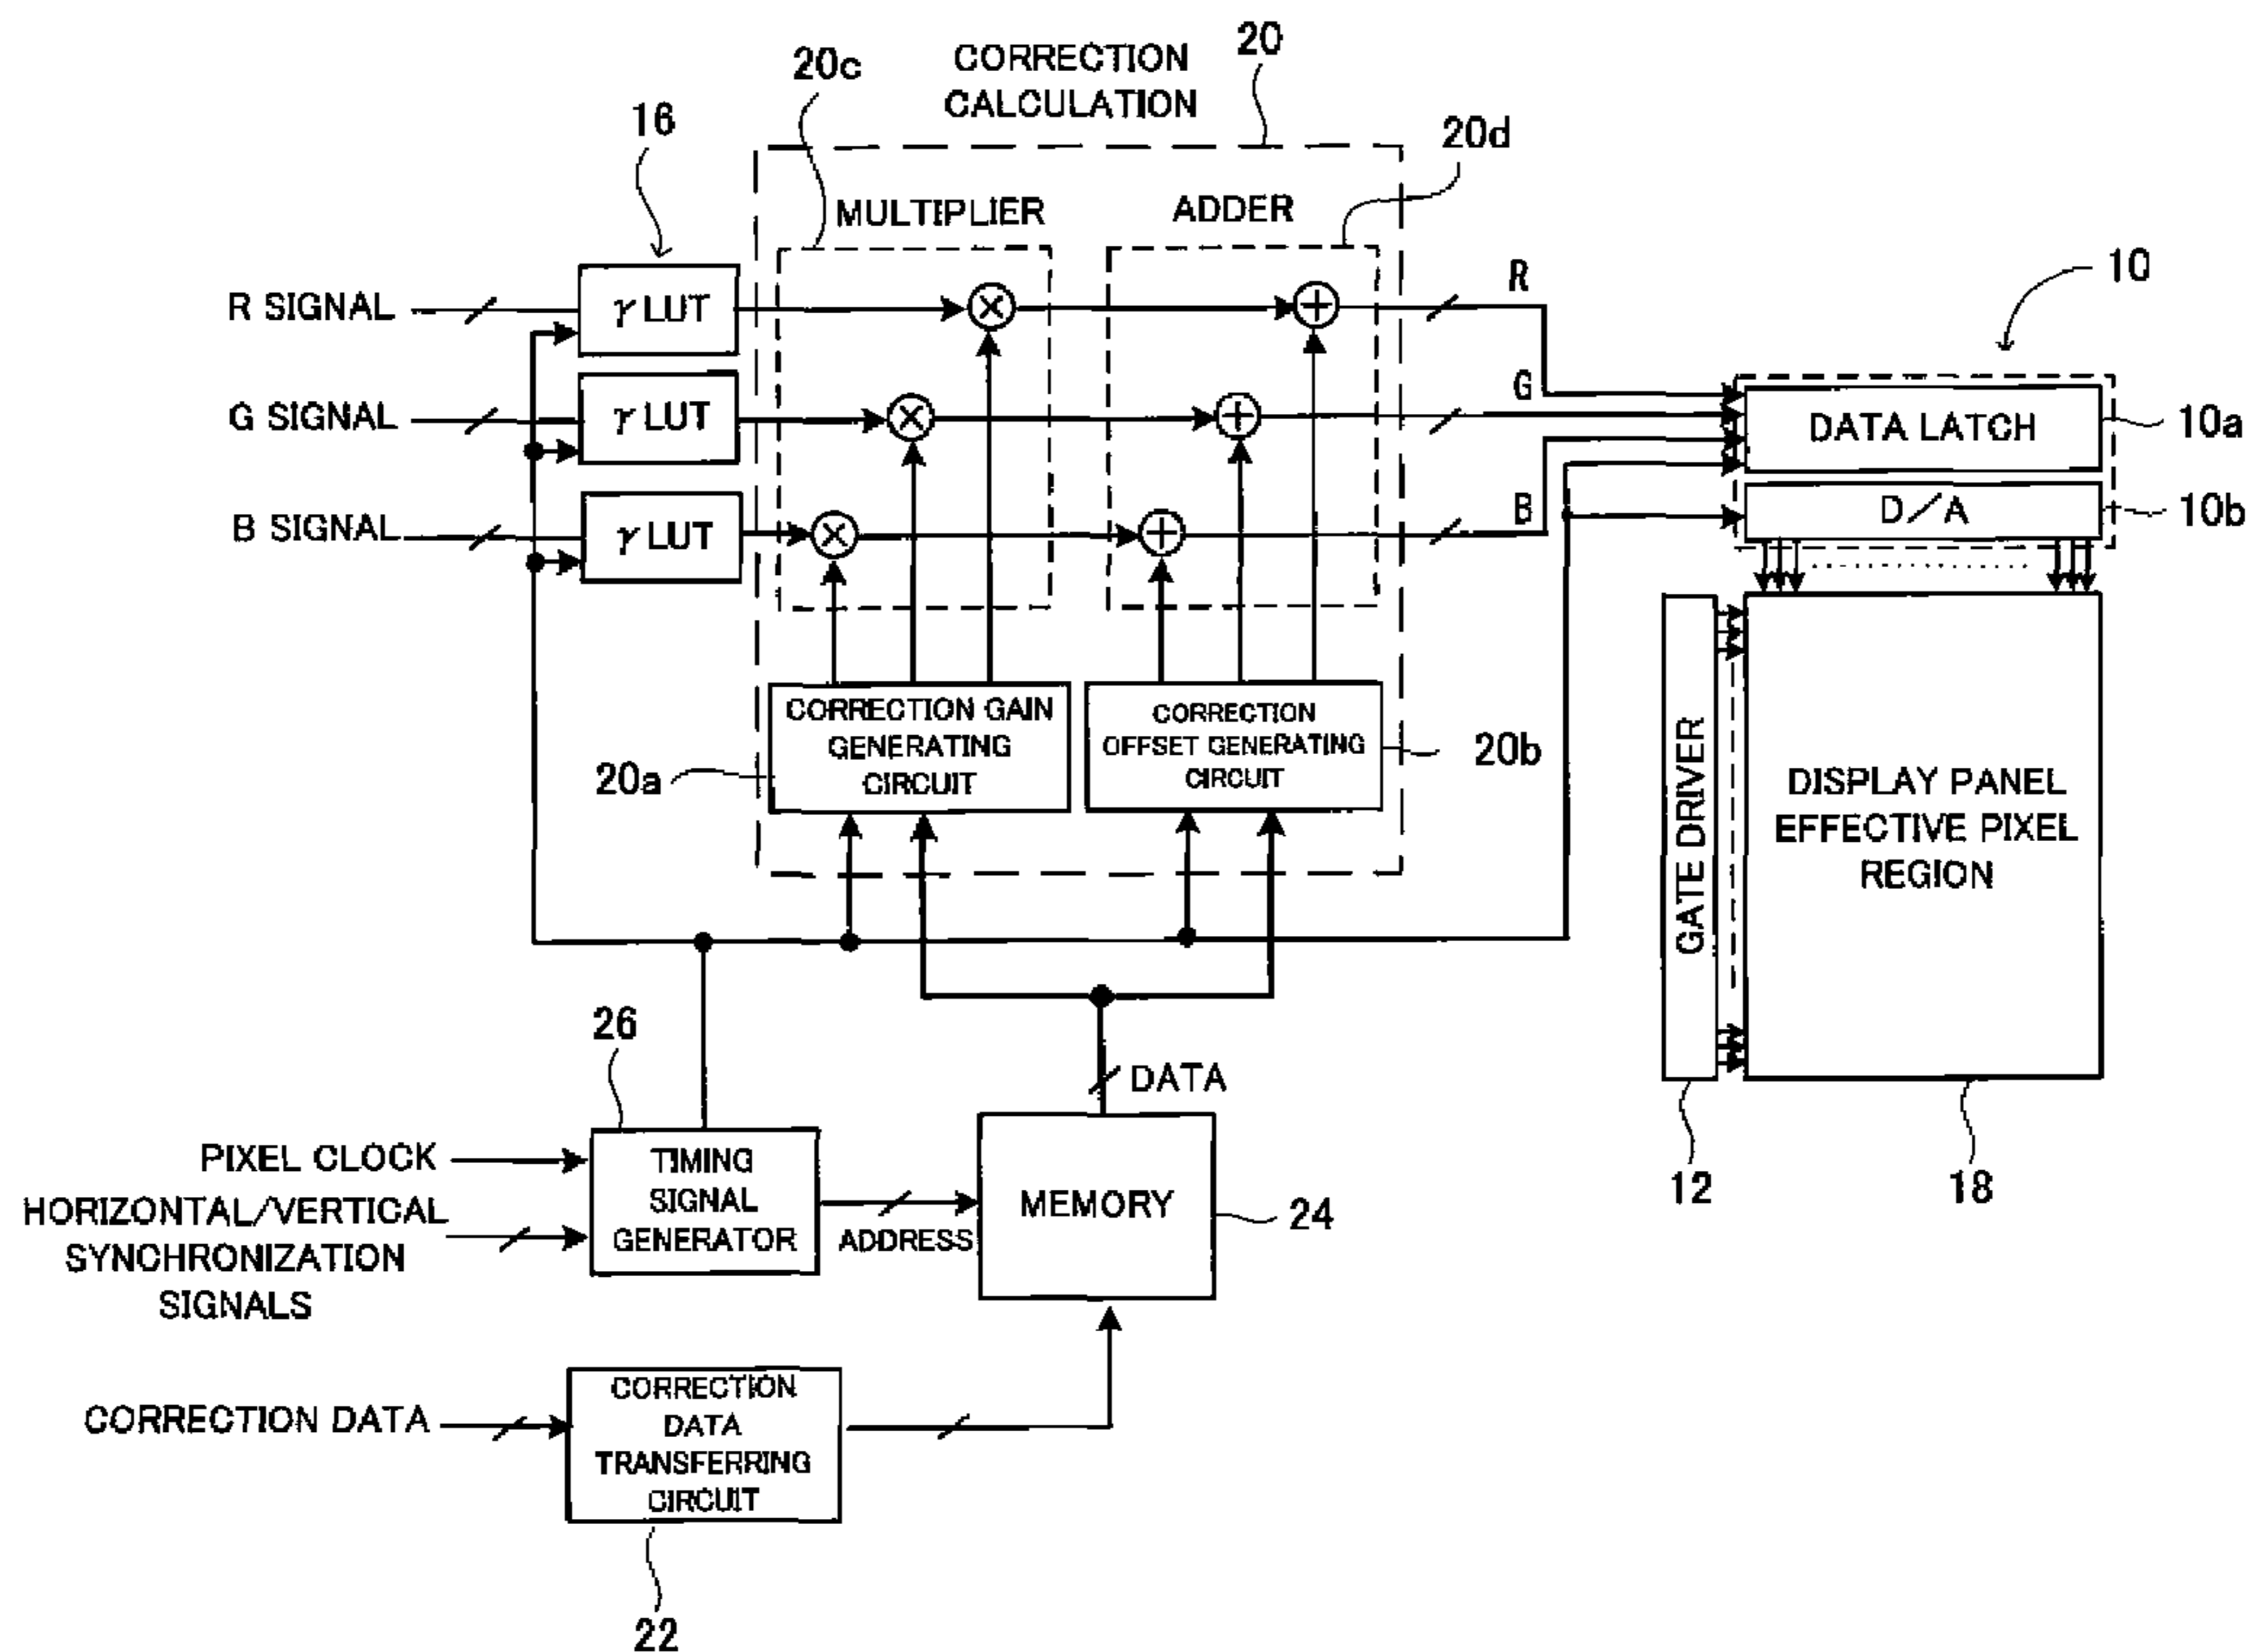 20
CORRECTION
CALCULATION
20c
16
20d
MULTIPLIER
ADDER
R SIGNAL
γ LUT
R
10
G SIGNAL
γ LUT
G
DATA LATCH
10a
B SIGNAL
γ LUT
B
D/A
10b
CORRECTION GAIN
GENERATING
CIRCUIT
20a
CORRECTION
OFFSET GENERATING
CIRCUIT
20b
GATE DRIVER
DISPLAY PANEL
EFFECTIVE PIXEL
REGION
26
DATA
12
18
PIXEL CLOCK
HORIZONTAL/VERTICAL
SYNCHRONIZATION
SIGNALS
TIMING
SIGNAL
GENERATOR
ADDRESS
MEMORY
24
CORRECTION DATA
CORRECTION
DATA
TRANSFERRING
CIRCUIT
22